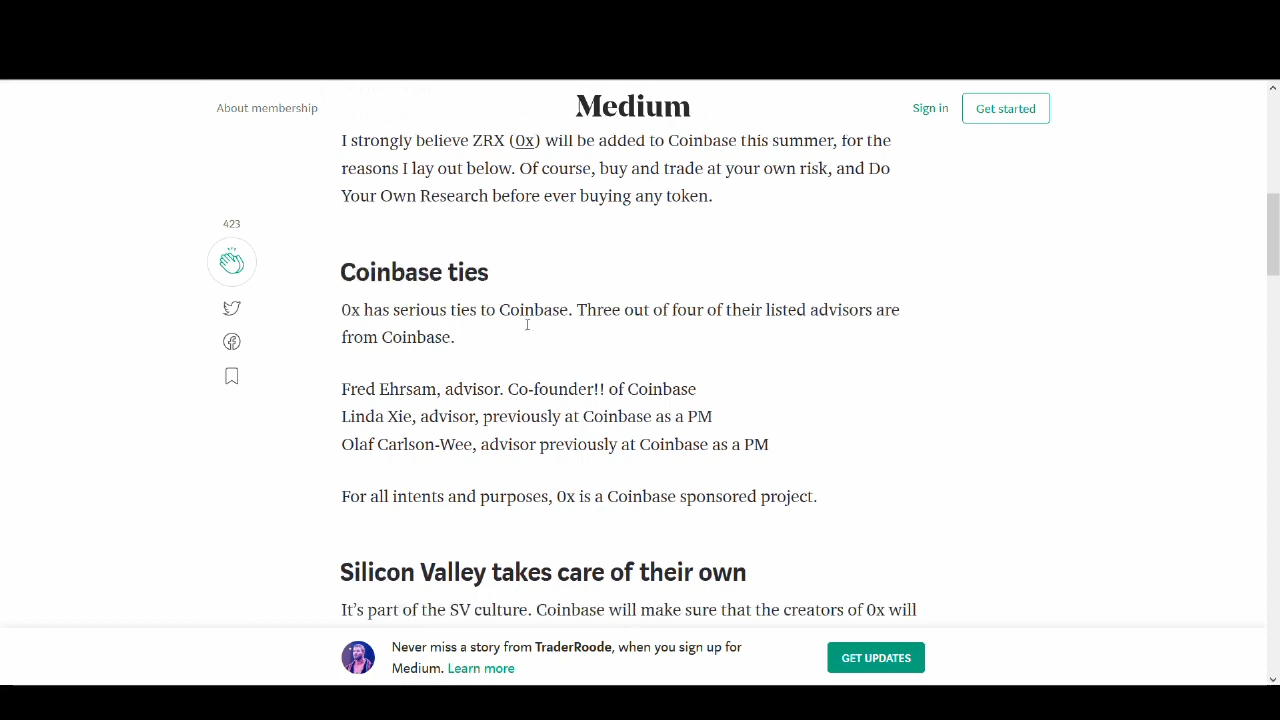 About membership
Medium
Sign in
Get started
I strongly believe ZRX (0x) will be added to Coinbase this summer, for the
reasons I lay out below. Of course, buy and trade at your own risk, and Do
Your Own Research before ever buying any token.
423
Coinbase ties
0x has serious ties to Coinbase. Three out of four of their listed advisors are
from Coinbase.
Fred Ehrsam, advisor. Co-founder!! of Coinbase
Linda Xie, advisor, previously at Coinbase as a PM
Olaf Carlson-Wee, advisor previously at Coinbase as a PM
For all intents and purposes, 0x is a Coinbase sponsored project.
Silicon Valley takes care of their own
It's part of the SV culture. Coinbase will make sure that the creators of 0x will
Never miss a story from TraderRoode, when you sign up for
Medium. Learn more
GET UPDATES